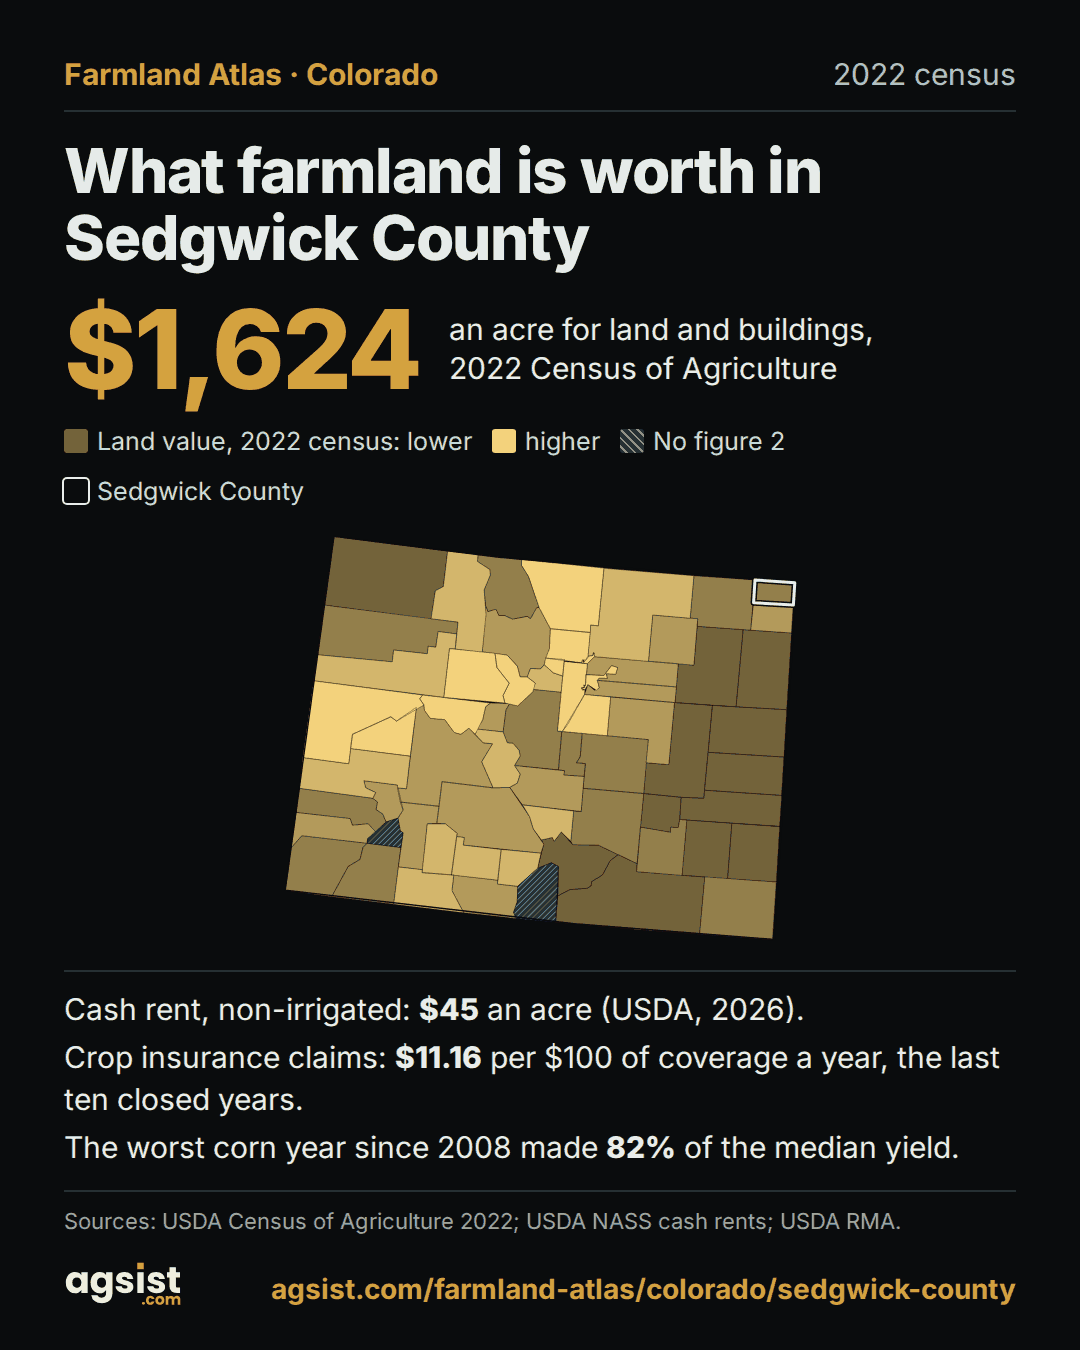 Farmland Atlas · Colorado
2022 census
What farmland is worth in
Sedgwick County
$1,624
an acre for land and buildings,
2022 Census of Agriculture
Land value, 2022 census: lower
higher
No figure 2
Sedgwick County
Cash rent, non-irrigated: $45 an acre (USDA, 2026).
Crop insurance claims: $11.16 per $100 of coverage a year, the last
ten closed years.
The worst corn year since 2008 made 82% of the median yield.
Sources: USDA Census of Agriculture 2022; USDA NASS cash rents; USDA RMA.
agsist
.com
agsist.com/farmland-atlas/colorado/sedgwick-county